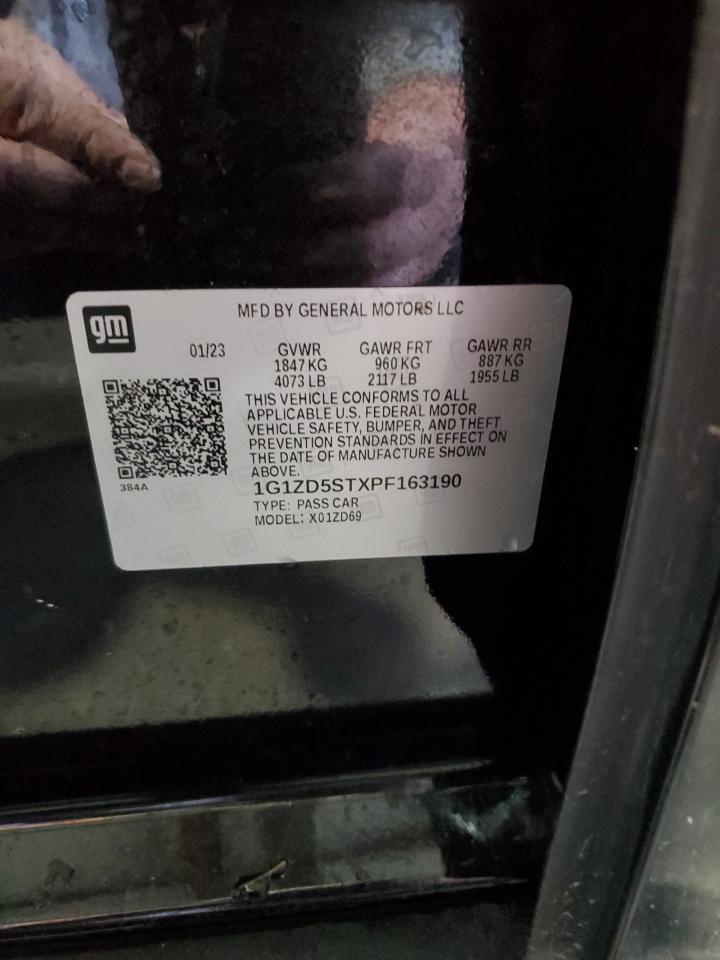 gm
MFD BY GENERAL MOTORS LLC
01/23 GVWR GAWR FRT GAWR RR
1847 KG 960 KG 887 KG
4073 LB 2117 LB 1955 LB
THIS VEHICLE CONFORMS TO ALL
APPLICABLE U.S. FEDERAL MOTOR
VEHICLE SAFETY, BUMPER, AND THEFT
PREVENTION STANDARDS IN EFFECT ON
THE DATE OF MANUFACTURE SHOWN
ABOVE.
384A
1G1ZD5STXPF163190
TYPE: PASS CAR
MODEL: X01ZD69